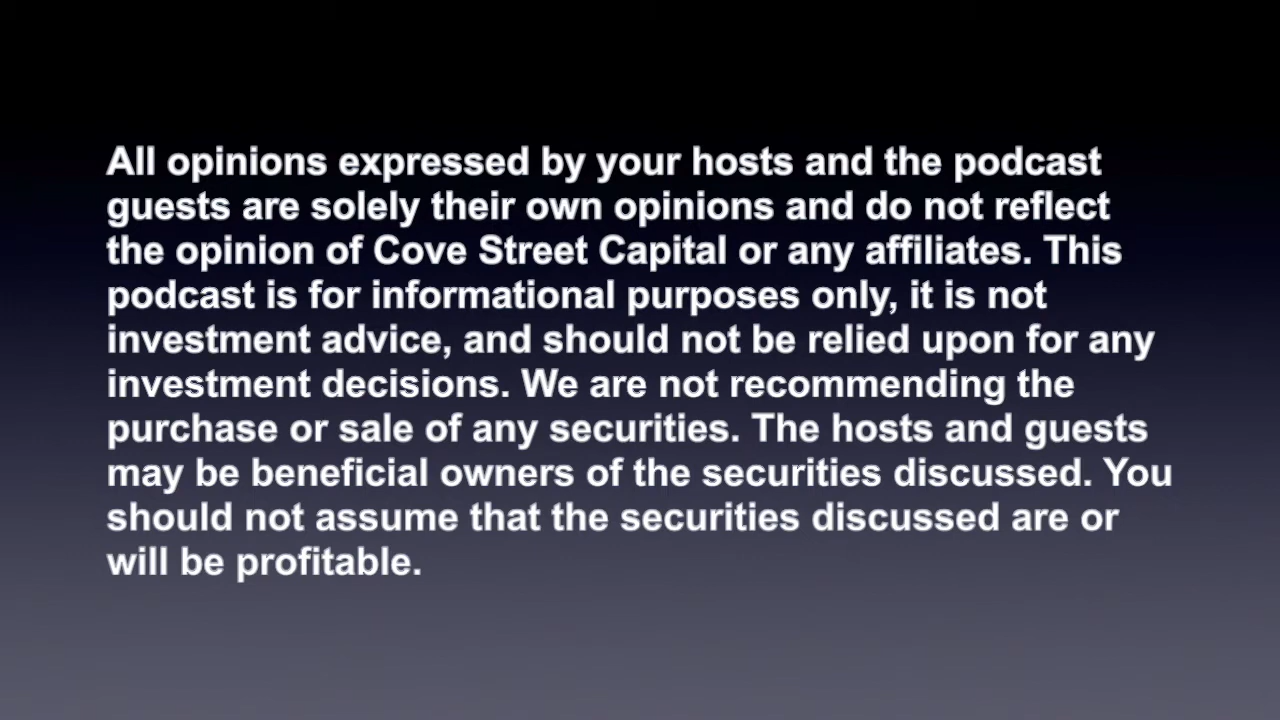 All opinions expressed by your hosts and the podcast
guests are solely their own opinions and do not reflect
the opinion of Cove Street Capital or any affiliates. This
podcast is for informational purposes only, it is not
investment advice, and should not be relied upon for any
investment decisions. We are not recommending the
purchase or sale of any securities. The hosts and guests
may be beneficial owners of the securities discussed. You
should not assume that the securities discussed are or
will be profitable.